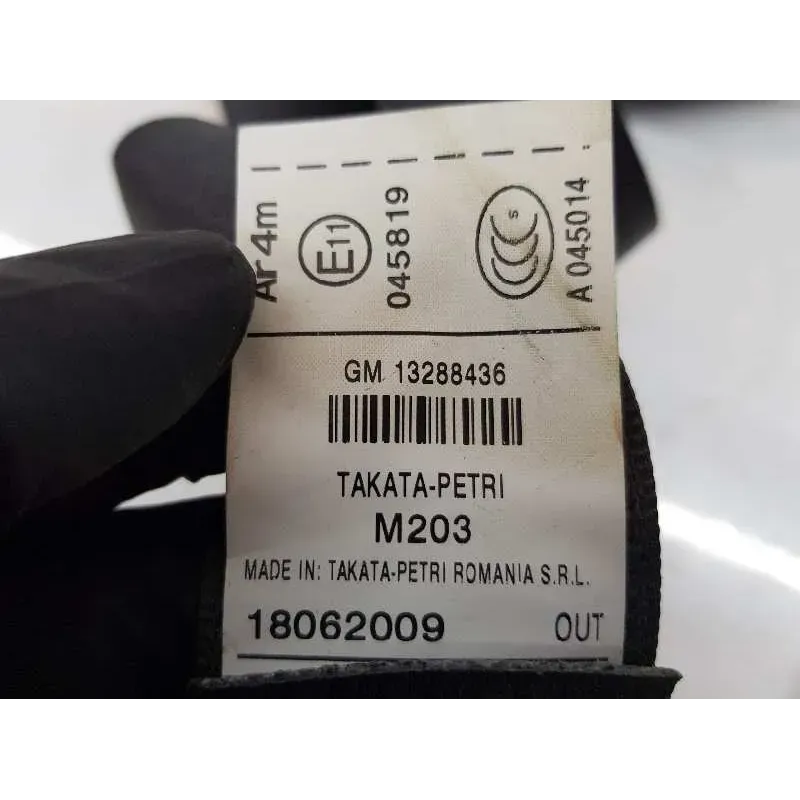 Ar4m
E11
045819
S
A 045014
GM 13288436
TAKATA-PETRI
M203
MADE IN: TAKATA-PETRI ROMANIA S.R.L.
18062009 OUT